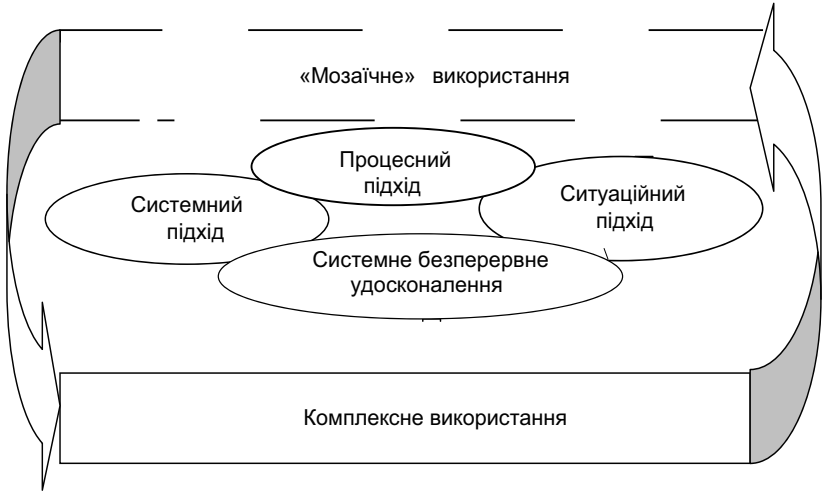 «Мозаїчне» використання
Процесний
підхід
Системний
підхід
Ситуаційний
підхід
Системне безперервне
удосконалення
Комплексне використання